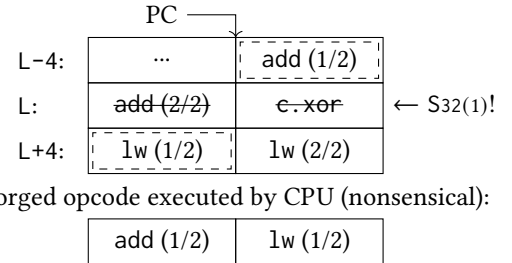 PC
L-4: ... add (1/2)
L: add (2/2) c.xor ← S32(1)!
L+4: lw (1/2) lw (2/2)
orged opcode executed by CPU (nonsensical):
add (1/2) lw (1/2)